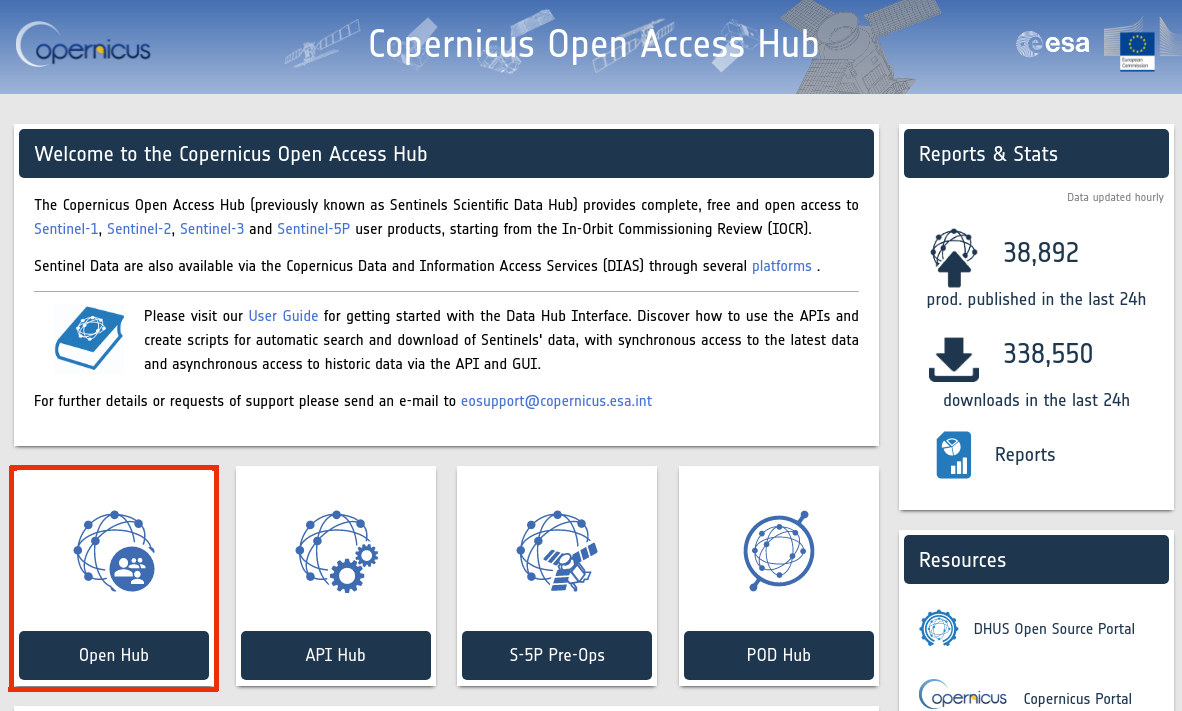 opernicus
Copernicus Open Access Hub
esa
European
Commission
Welcome to the Copernicus Open Access Hub
The Copernicus Open Access Hub (previously known as Sentinels Scientific Data Hub) provides complete, free and open access to
Sentinel-1, Sentinel-2, Sentinel-3 and Sentinel-5P user products, starting from the In-Orbit Commissioning Review (IOCR).
Sentinel Data are also available via the Copernicus Data and Information Access Services (DIAS) through several platforms .
Please visit our User Guide for getting started with the Data Hub Interface. Discover how to use the APIs and
create scripts for automatic search and download of Sentinels' data, with synchronous access to the latest data
and asynchronous access to historic data via the API and GUI.
For further details or requests of support please send an e-mail to eosupport@copernicus.esa.int
Open Hub
API Hub
S-5P Pre-Ops
POD Hub
Reports & Stats
Data updated hourly
38,892
prod. published in the last 24h
338,550
downloads in the last 24h
Reports
Resources
DHUS Open Source Portal
opernicus
Copernicus Portal